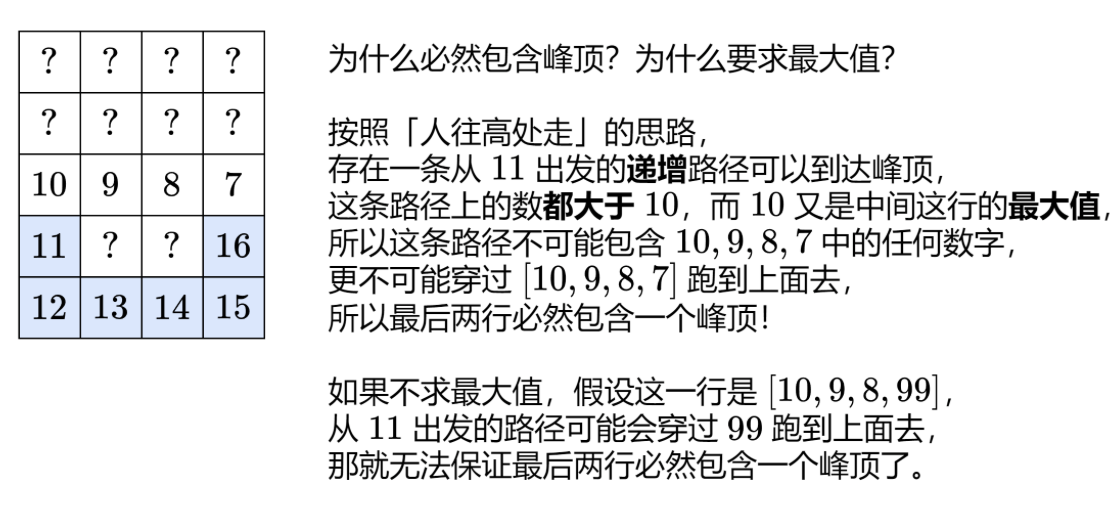 ? ? ? ?
? ? ? ?
10 9 8 7
11 ? ? 16
12 13 14 15
为什么必然包含峰顶？为什么要求最大值？
按照「人往高处走」的思路，
存在一条从 11 出发的递增路径可以到达峰顶，
这条路径上的数都大于 10，而 10 又是中间这行的最大值，
所以这条路径不可能包含 10, 9, 8, 7 中的任何数字，
更不可能穿过 [10, 9, 8, 7] 跑到上面去，
所以最后两行必然包含一个峰顶！
如果不求最大值，假设这一行是 [10, 9, 8, 99]，
从 11 出发的路径可能会穿过 99 跑到上面去，
那就无法保证最后两行必然包含一个峰顶了。